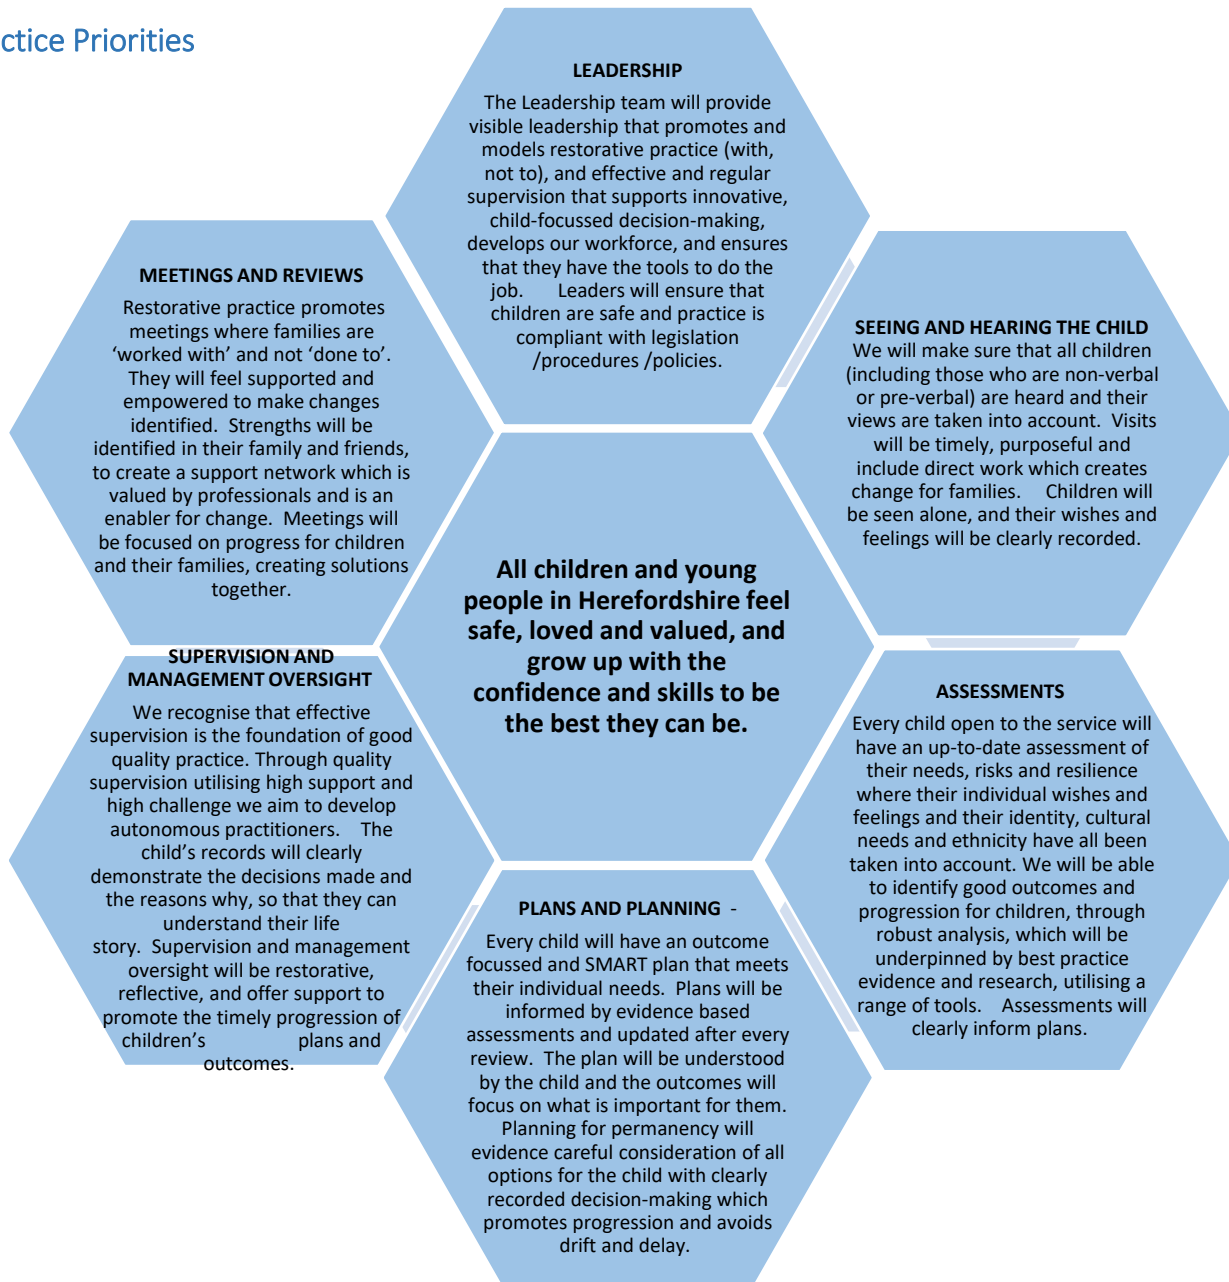 ctice Priorities
LEADERSHIP
The Leadership team will provide
visible leadership that promotes and
models restorative practice (with,
not to), and effective and regular
supervision that supports innovative,
child-focussed decision-making,
develops our workforce, and ensures
that they have the tools to do the
job. Leaders will ensure that
children are safe and practice is
compliant with legislation
/procedures /policies.
SEEING AND HEARING THE CHILD
We will make sure that all children
(including those who are non-verbal
or pre-verbal) are heard and their
views are taken into account. Visits
will be timely, purposeful and
include direct work which creates
change for families. Children will
be seen alone, and their wishes and
feelings will be clearly recorded.
ASSESSMENTS
Every child open to the service will
have an up-to-date assessment of
their needs, risks and resilience
where their individual wishes and
feelings and their identity, cultural
needs and ethnicity have all been
taken into account. We will be able
to identify good outcomes and
progression for children, through
robust analysis, which will be
underpinned by best practice
evidence and research, utilising a
range of tools. Assessments will
clearly inform plans.
PLANS AND PLANNING -
Every child will have an outcome
focussed and SMART plan that meets
their individual needs. Plans will be
informed by evidence based
assessments and updated after every
review. The plan will be understood
by the child and the outcomes will
focus on what is important for them.
Planning for permanency will
evidence careful consideration of all
options for the child with clearly
recorded decision-making which
promotes progression and avoids
drift and delay.
SUPERVISION AND
MANAGEMENT OVERSIGHT
We recognise that effective
supervision is the foundation of good
quality practice. Through quality
supervision utilising high support and
high challenge we aim to develop
autonomous practitioners. The
child's records will clearly
demonstrate the decisions made and
the reasons why, so that they can
understand their life
story. Supervision and management
oversight will be restorative,
reflective, and offer support to
promote the timely progression of
children's plans and
outcomes.
MEETINGS AND REVIEWS
Restorative practice promotes
meetings where families are
‘worked with’ and not ‘done to’.
They will feel supported and
empowered to make changes
identified. Strengths will be
identified in their family and friends,
to create a support network which is
valued by professionals and is an
enabler for change. Meetings will
be focused on progress for children
and their families, creating solutions
together.
All children and young
people in Herefordshire feel
safe, loved and valued, and
grow up with the
confidence and skills to be
the best they can be.